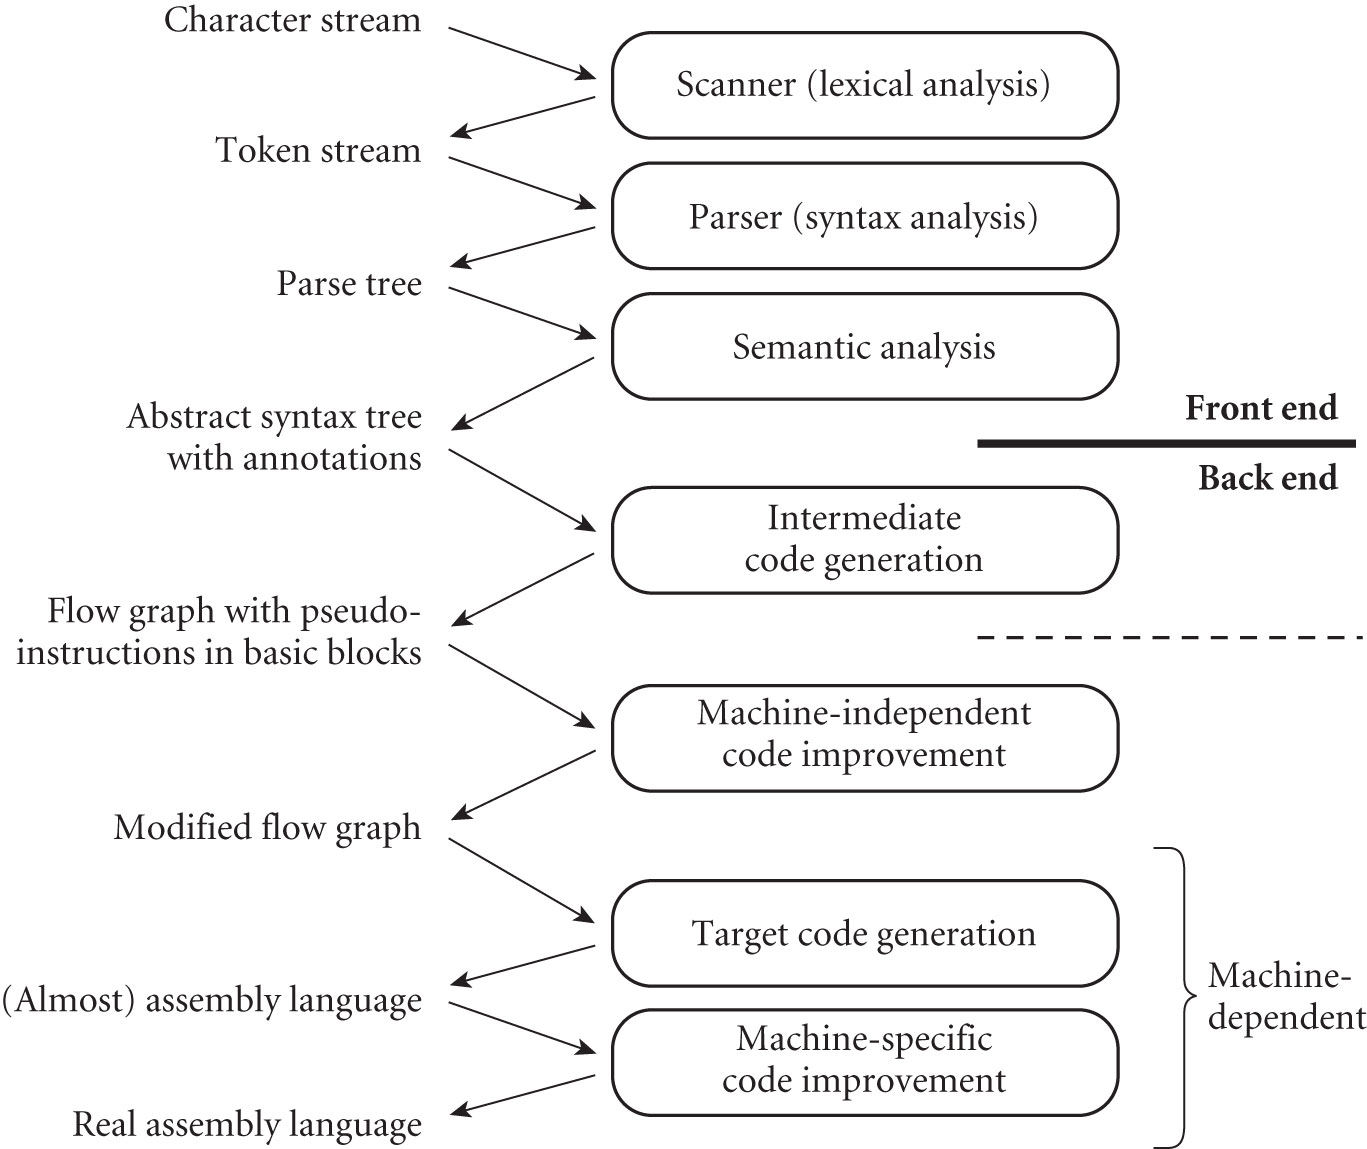 Character stream
Scanner (lexical analysis)
Token stream
Parser (syntax analysis)
Parse tree
Semantic analysis
Front end
Abstract syntax tree
with annotations
Back end
Intermediate
code generation
Flow graph with pseudo-
instructions in basic blocks
Machine-independent
code improvement
Modified flow graph
Target code generation
Machine-
dependent
(Almost) assembly language
Machine-specific
code improvement
Real assembly language